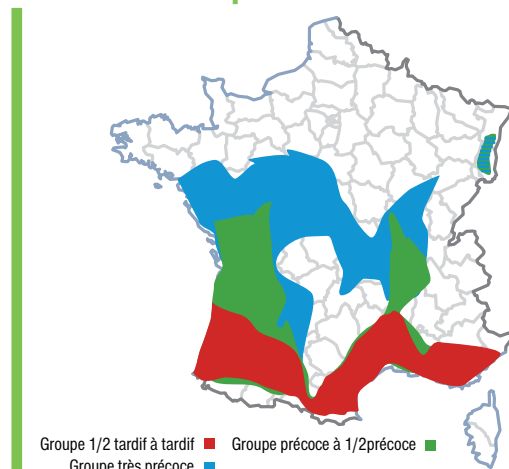 Groupe 1/2 tardif à tardif Groupe précoce à 1/2précoce
Groupe très précoce